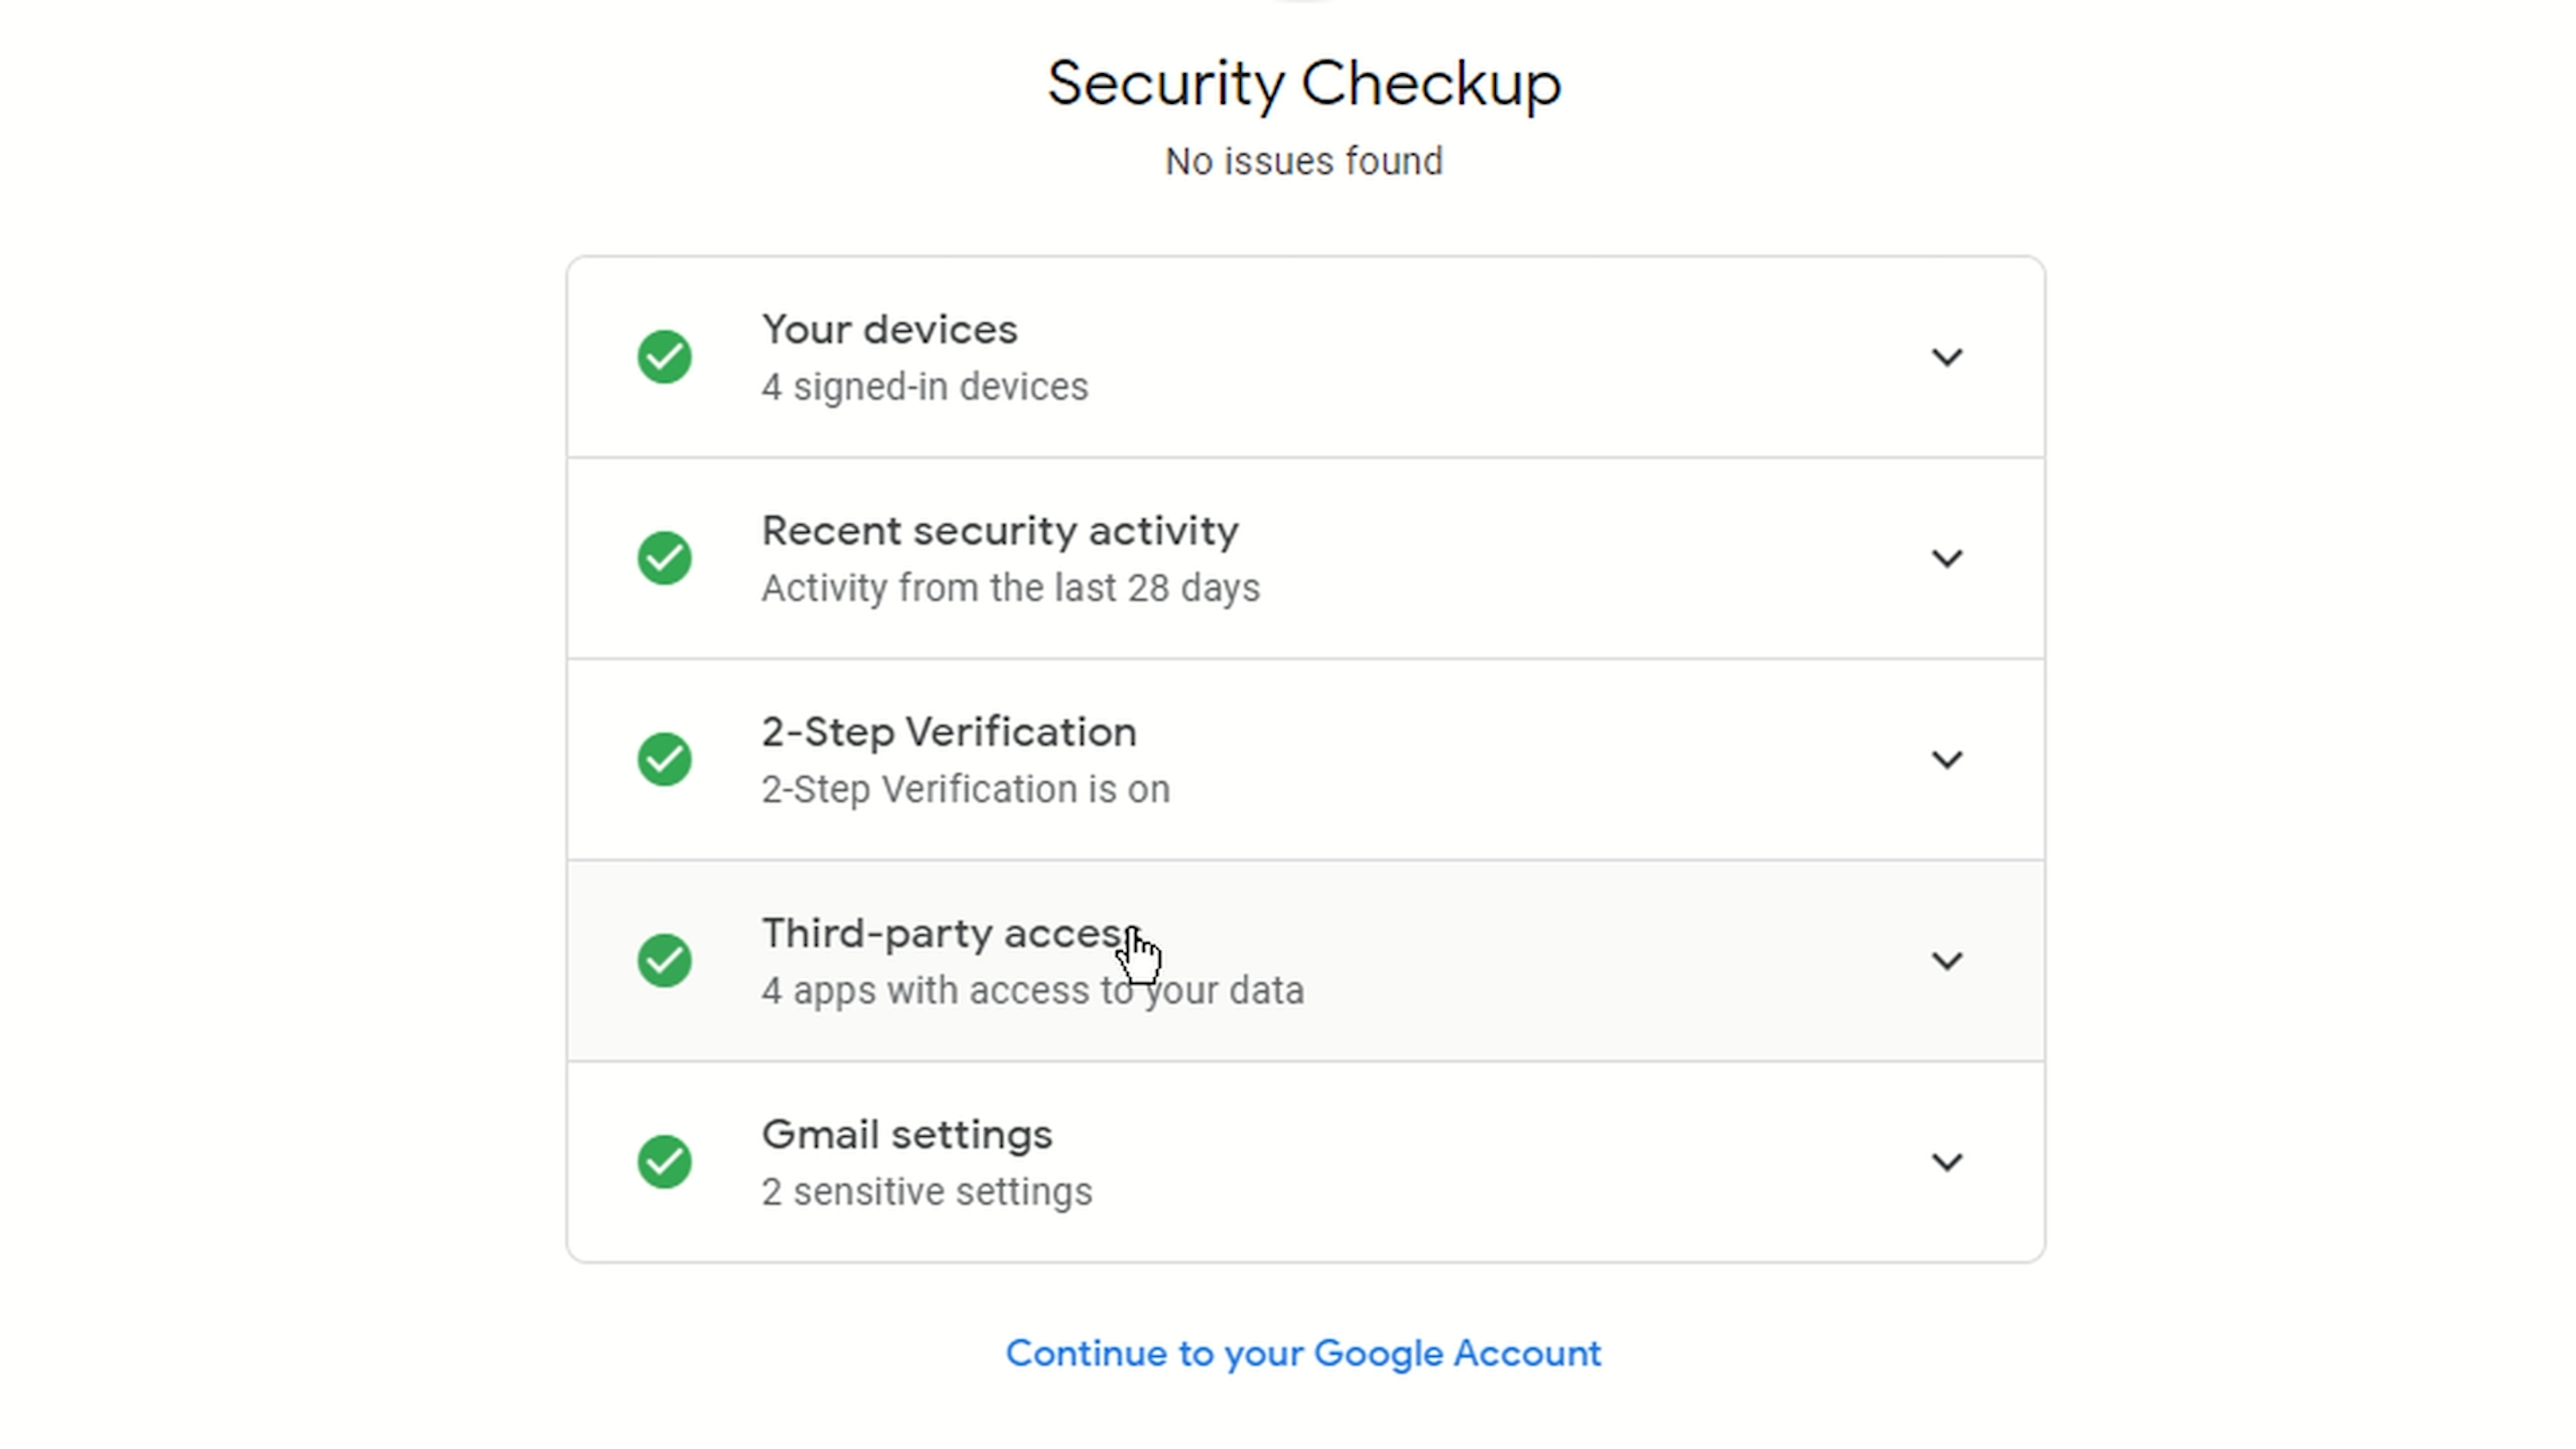 Security Checkup
No issues found
Your devices
4 signed-in devices
Recent security activity
Activity from the last 28 days
2-Step Verification
2-Step Verification is on
Third-party access
4 apps with access to your data
Gmail settings
2 sensitive settings
Continue to your Google Account